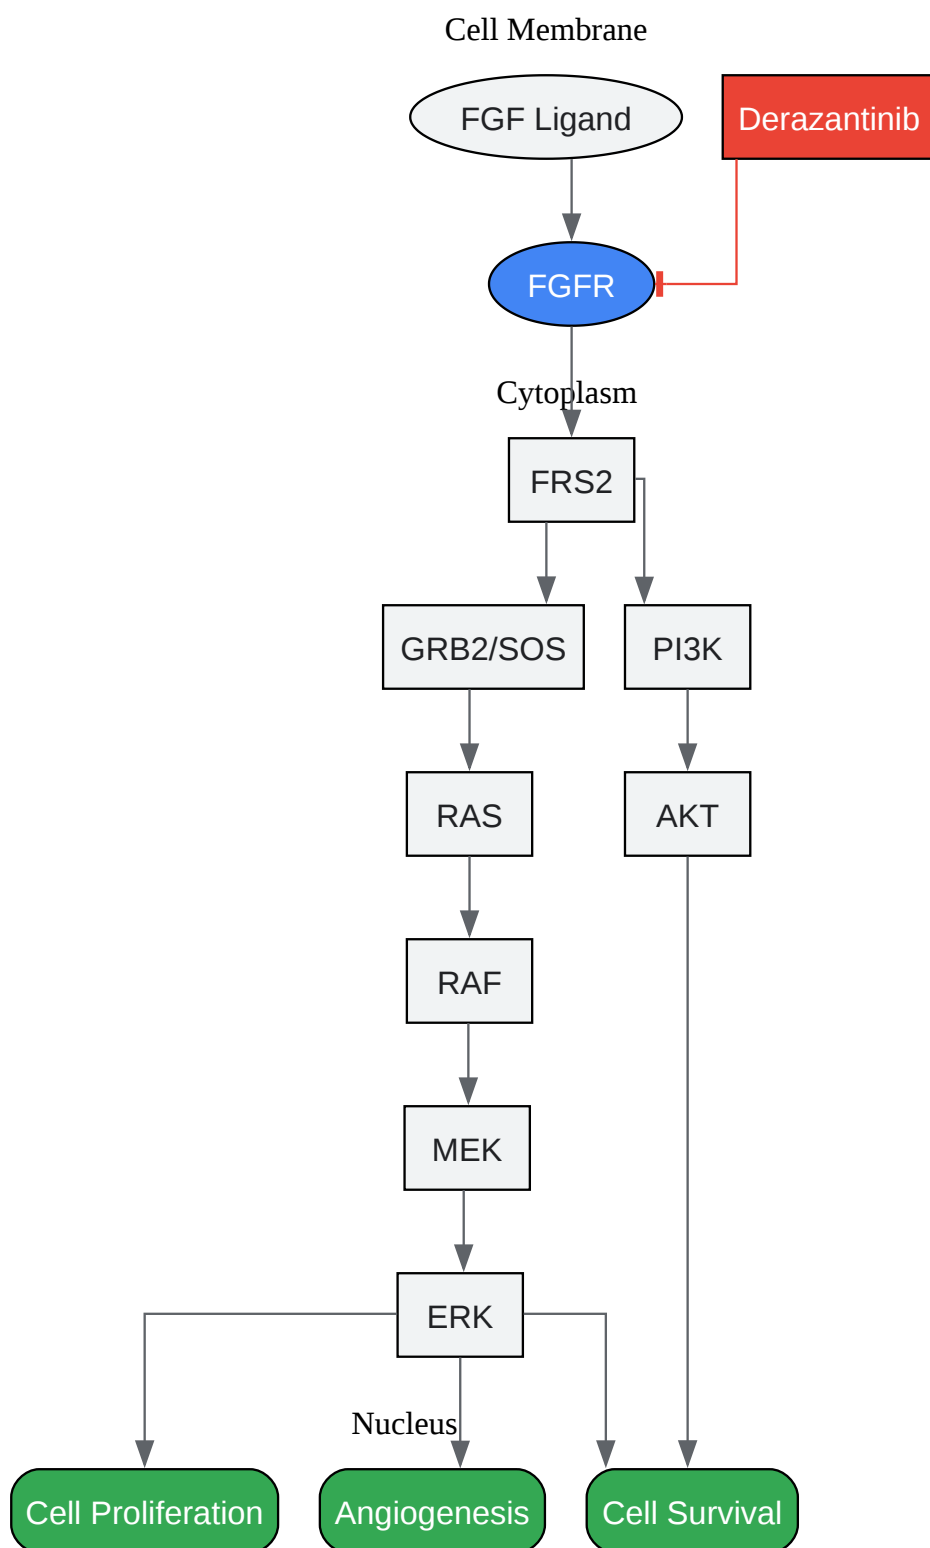 Cell Membrane
FGF Ligand
Derazantinib
FGFR
Cytoplasm
FRS2
GRB2/SOS
PI3K
RAS
AKT
RAF
MEK
ERK
Nucleus
Cell Proliferation
Angiogenesis
Cell Survival